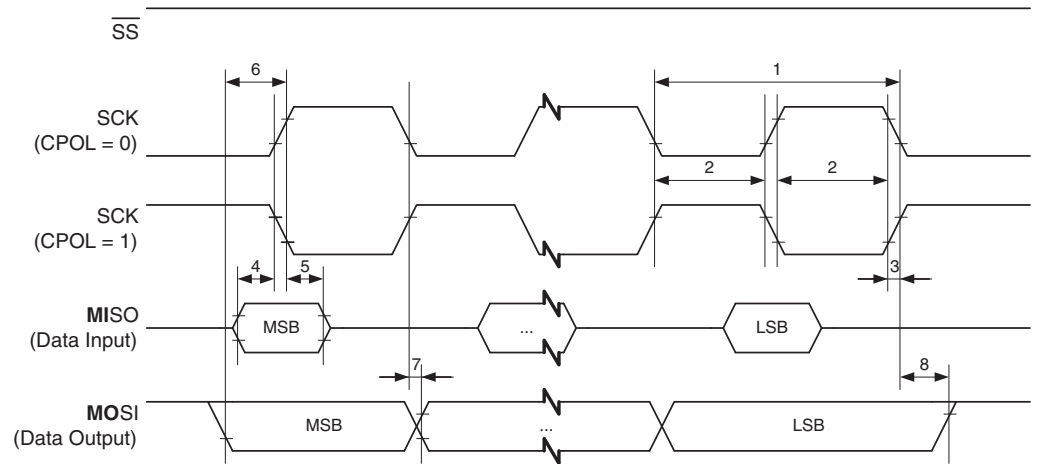 SS
6
1
SCK
(CPOL = 0)
2
2
SCK
(CPOL = 1)
4
5
3
MISO
(Data Input)
MSB
...
LSB
7
8
MOSI
(Data Output)
MSB
...
LSB